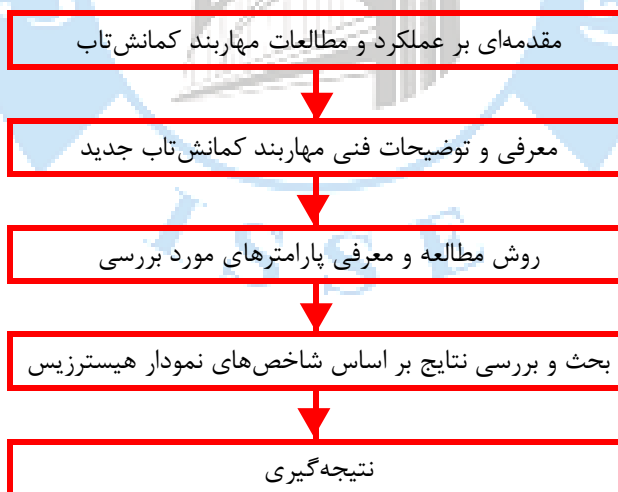 مقدمه‌ای بر عملکرد و مطالعات مهاربند کمانش‌تاب
معرفی و توضیحات فنی مهاربند کمانش‌تاب جدید
I S S E
روش مطالعه و معرفی پارامترهای مورد بررسی
بحث و بررسی نتایج بر اساس شاخص‌های نمودار هیسترزیس
نتیجه‌گیری